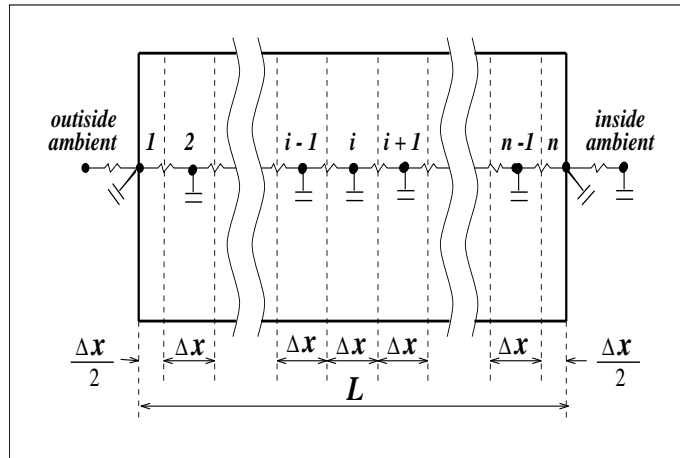 outiside
ambient
1
2
i - 1
i
i + 1
n -1
n
inside
ambient
Δx
2
Δx
Δx
Δx
Δx
Δx
Δx
2
L